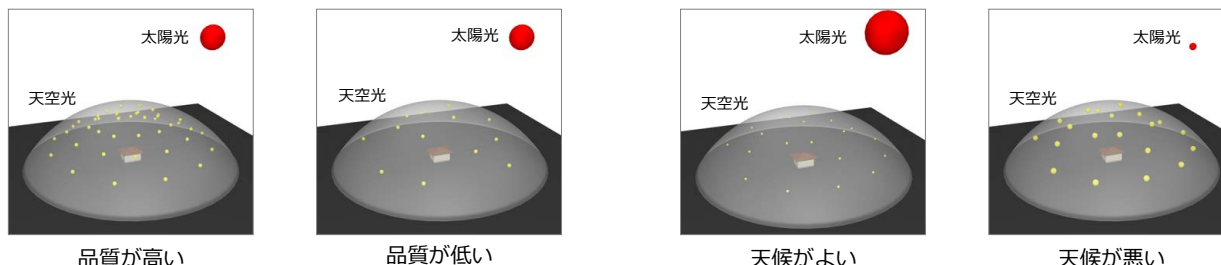 太陽光
天空光
品質が高い
太陽光
天空光
品質が低い
太陽光
天空光
天候がよい
太陽光
天空光
天候が悪い